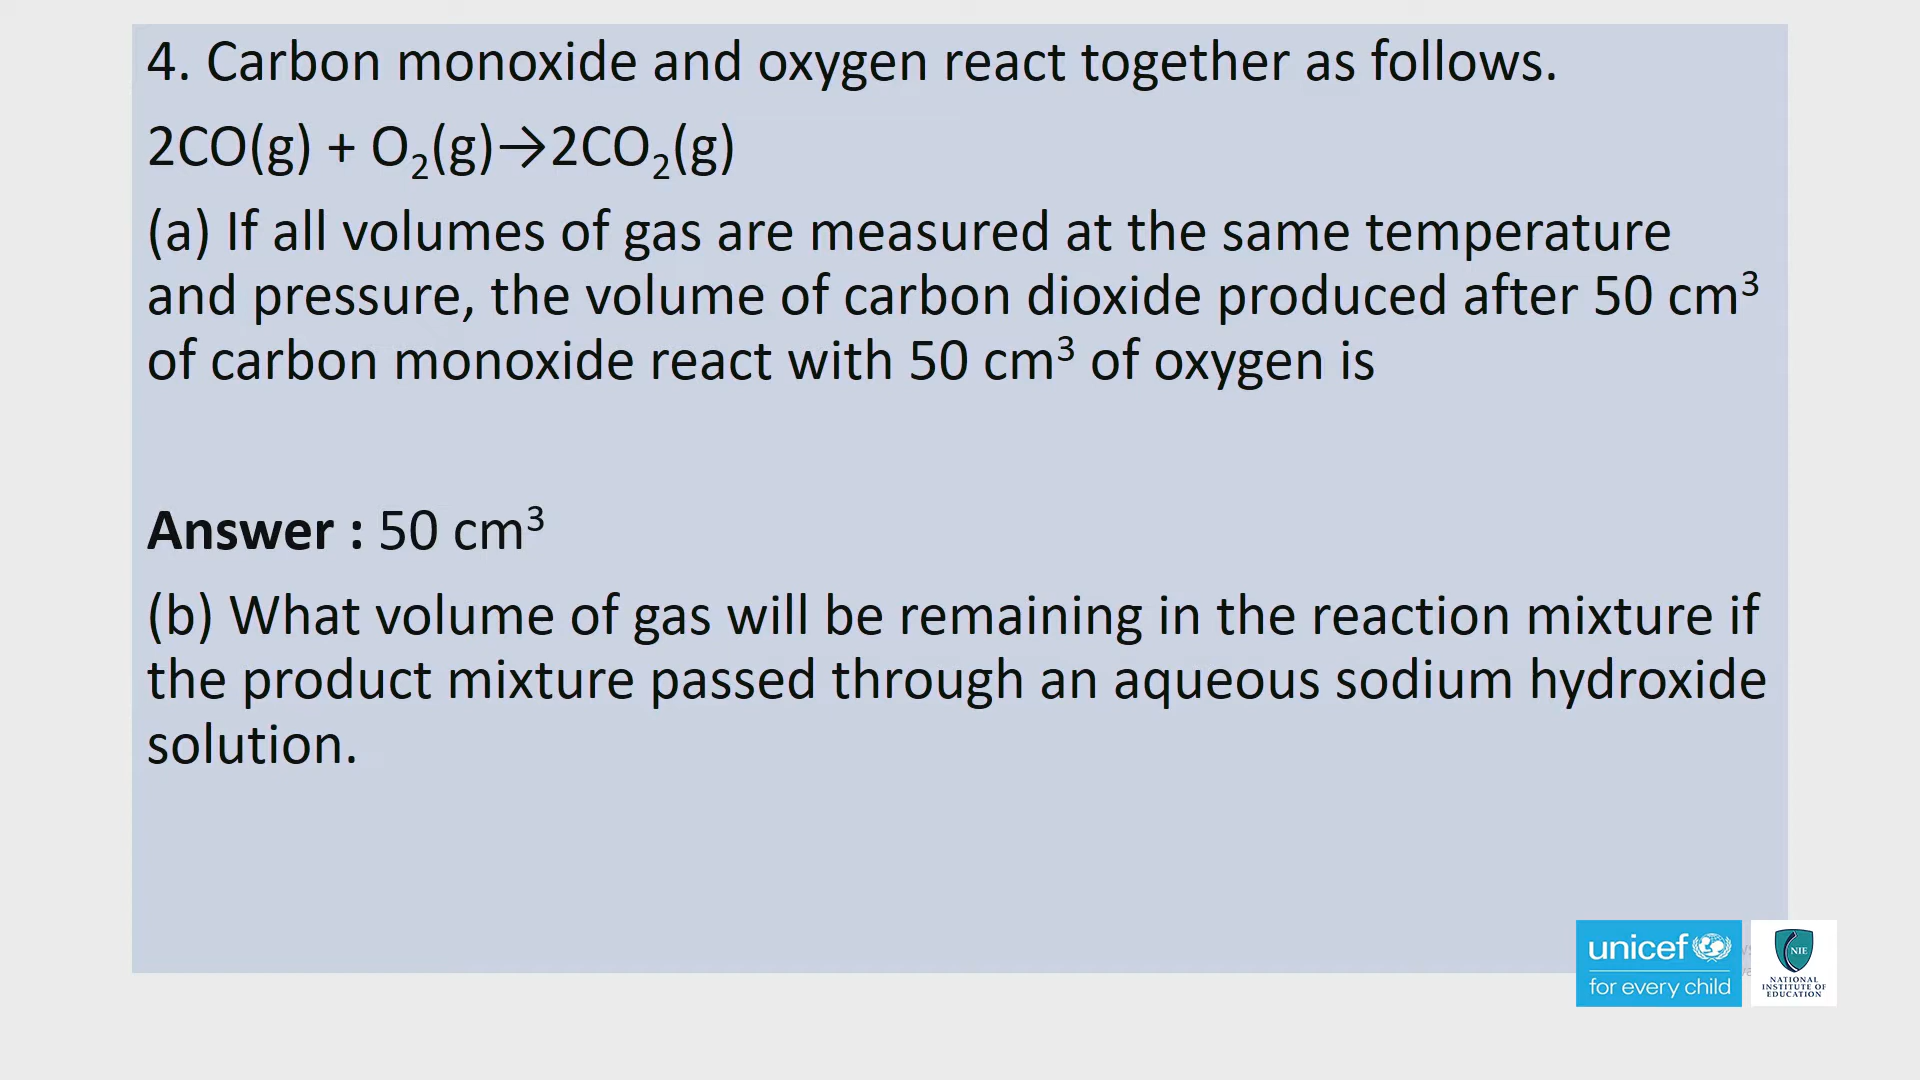 4. Carbon monoxide and oxygen react together as follows.
2CO(g) + O₂(g)→2CO₂(g)
(a) If all volumes of gas are measured at the same temperature
and pressure, the volume of carbon dioxide produced after 50 cm³
of carbon monoxide react with 50 cm³ of oxygen is
Answer : 50 cm³
(b) What volume of gas will be remaining in the reaction mixture if
the product mixture passed through an aqueous sodium hydroxide
solution.
unicef
for every child
NIE
NATIONAL
INSTITUTE OF
EDUCATION